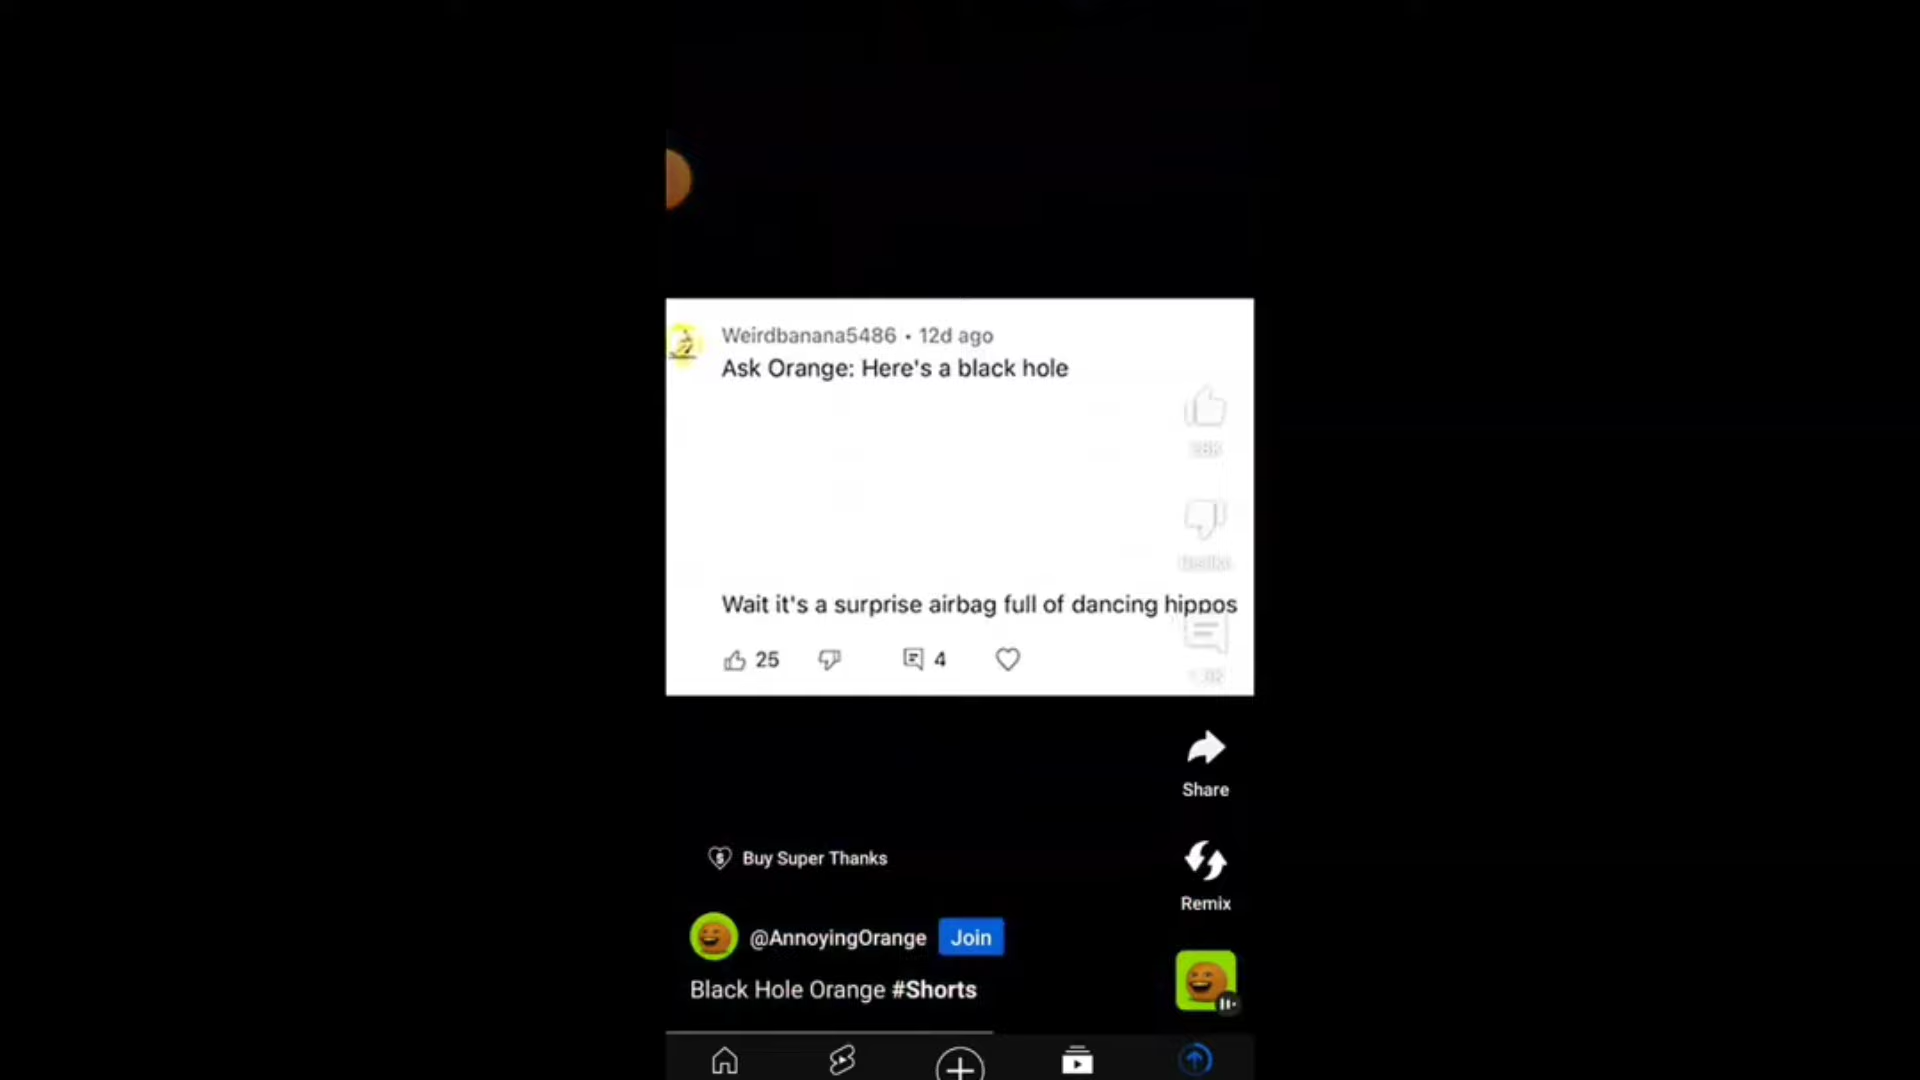 Weirdbanana5486 • 12d ago
Ask Orange: Here's a black hole
Wait it's a surprise airbag full of dancing hippos
25
4
Share
Buy Super Thanks
Remix
@AnnoyingOrange Join
Black Hole Orange #Shorts